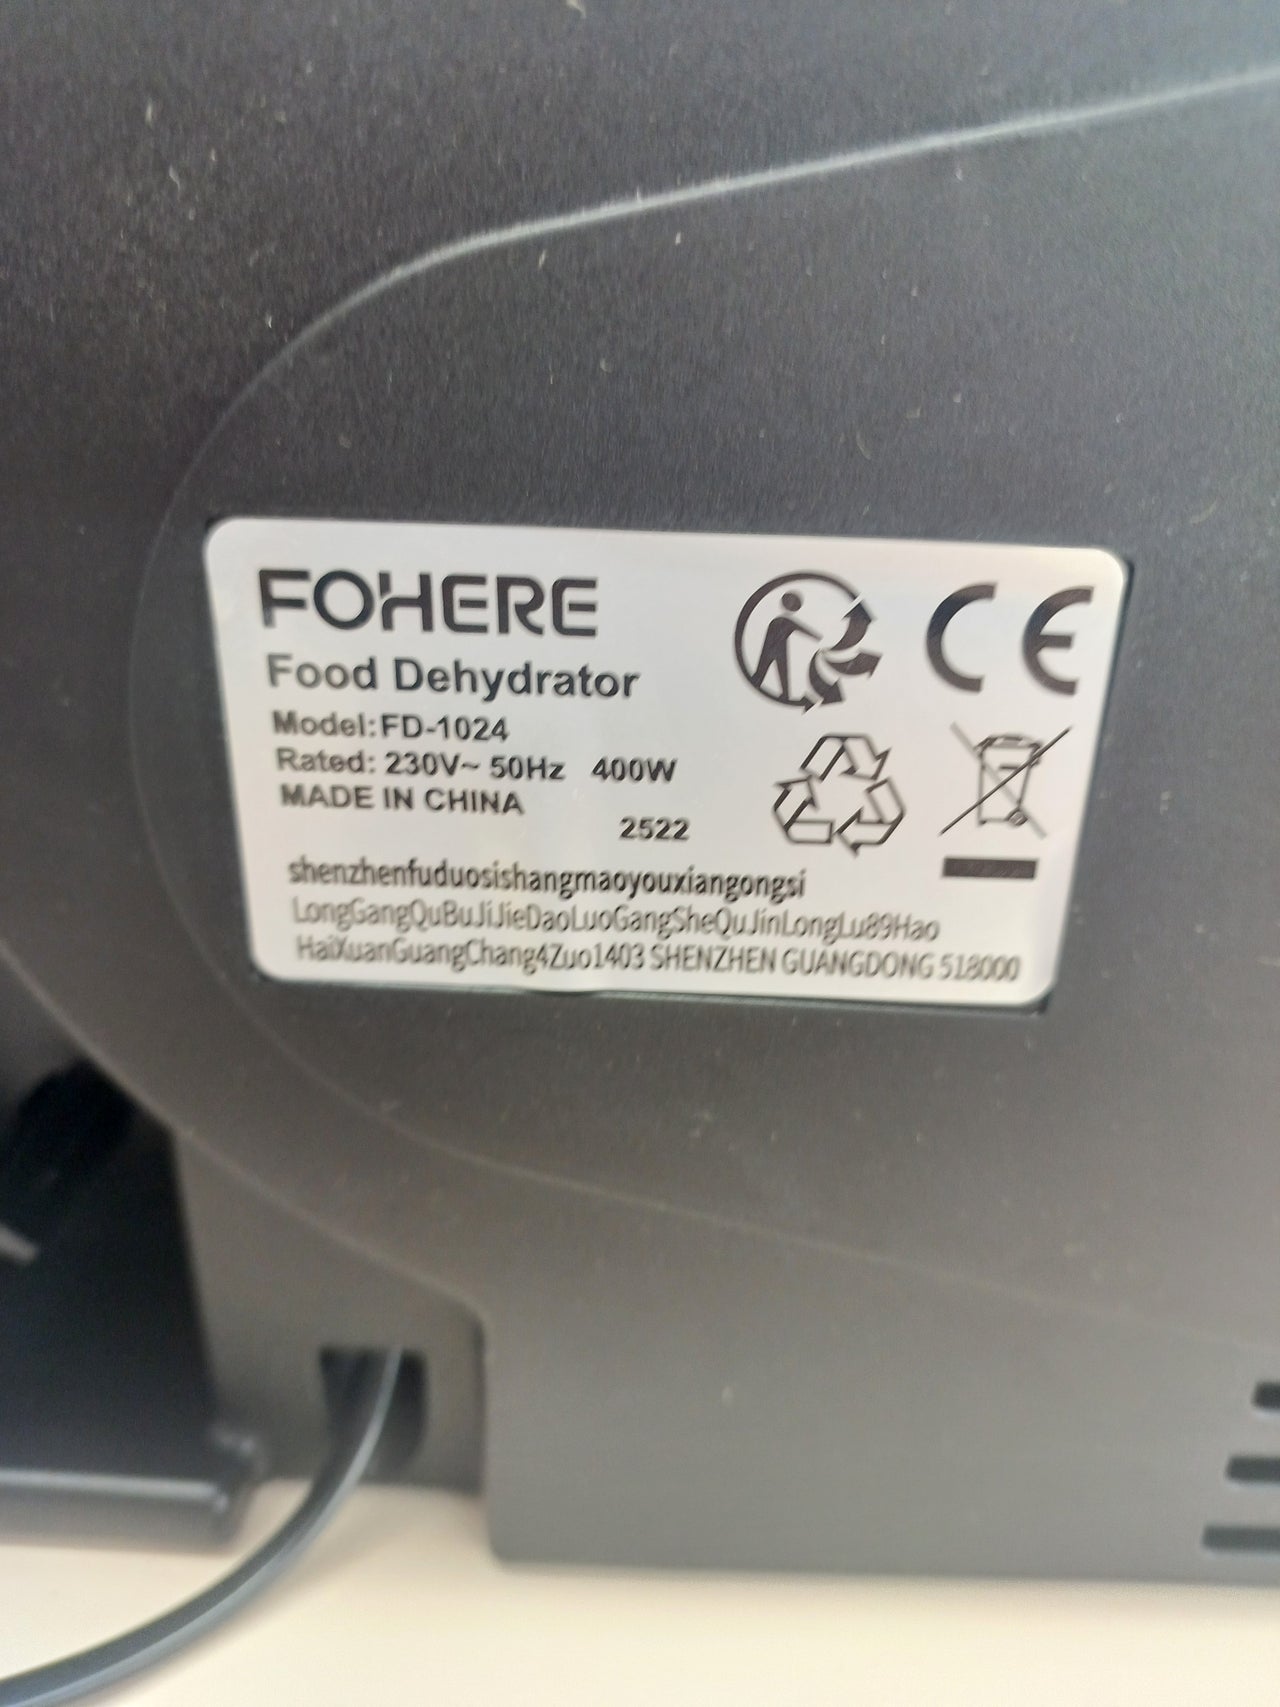 FOHERE
Food Dehydrator
Model:FD-1024
Rated: 230V~ 50Hz 400W
MADE IN CHINA
2522
shenzhenfuduosishangmaoyouxiangongsi
LongGangQuBuJiJieDaoLuoGangSheQuJinLongLu89Hao
HaiXuanGuangChang4Zuo1403 SHENZHEN GUANGDONG 518000
CE